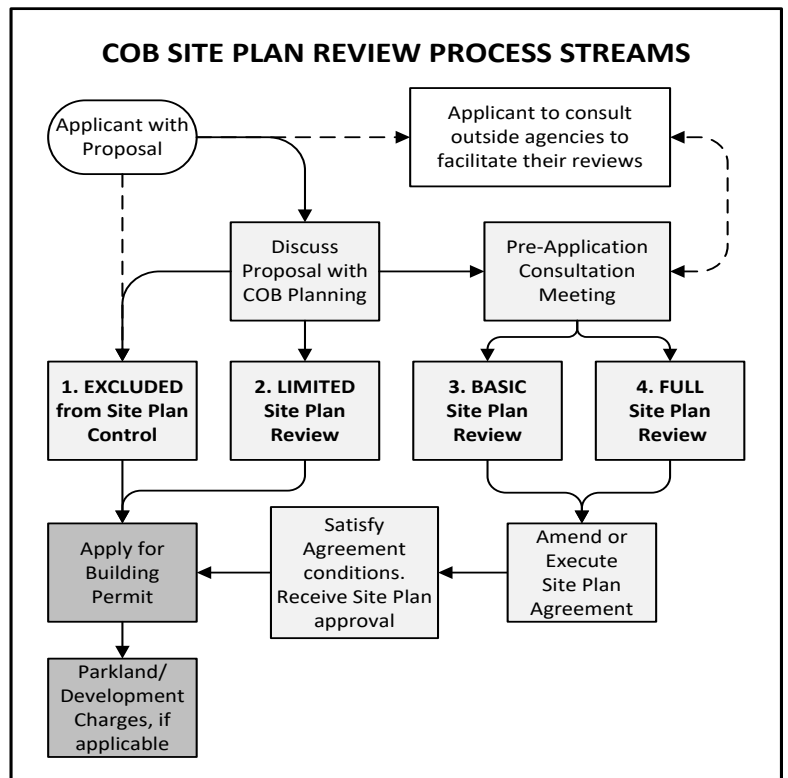 COB SITE PLAN REVIEW PROCESS STREAMS
Applicant with
Proposal
Applicant to consult
outside agencies to
facilitate their reviews
Discuss
Proposal with
COB Planning
Pre-Application
Consultation
Meeting
1. EXCLUDED
from Site Plan
Control
2. LIMITED
Site Plan
Review
3. BASIC
Site Plan
Review
4. FULL
Site Plan
Review
Apply for
Building
Permit
Satisfy
Agreement
conditions.
Receive Site Plan
approval
Amend or
Execute
Site Plan
Agreement
Parkland/
Development
Charges, if
applicable